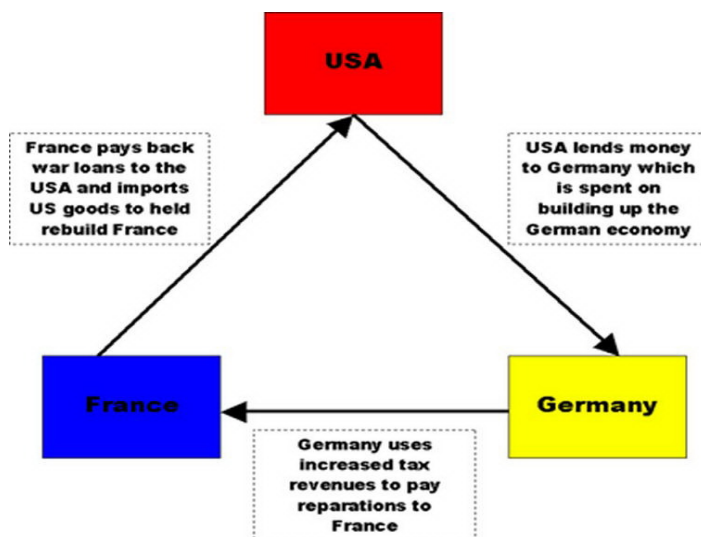 USA
France pays back
war loans to the
USA and imports
US goods to held
rebuild France
USA lends money
to Germany which
is spent on
building up the
German economy
France
Germany
Germany uses
increased tax
revenues to pay
reparations to
France